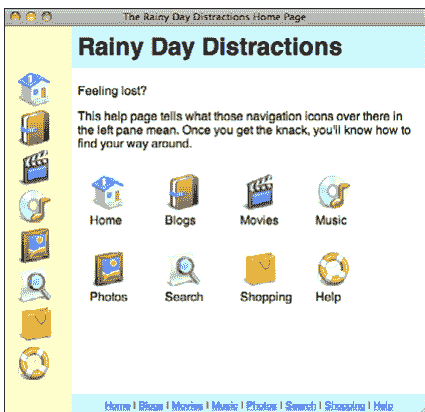 The Rainy Day Distractions Home Page
Rainy Day Distractions
Feeling lost?
This help page tells what those navigation icons over there in
the left pane mean. Once you get the knack, you'll know how to
find your way around.
Home Blogs Movies Music
Photos Search Shopping Help
Home | Blogs | Movies | Music | Photos | Search | Shopping | Help